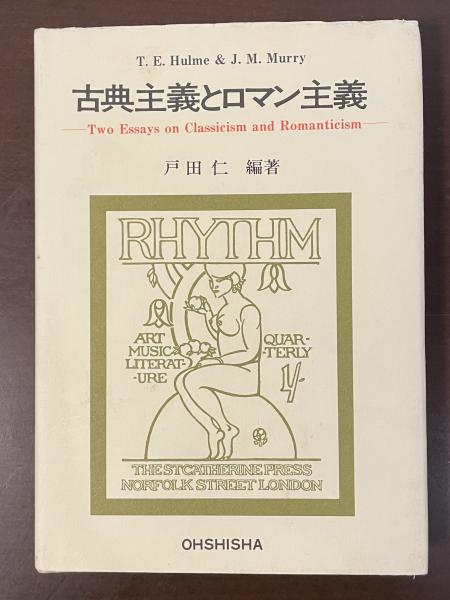 T. E. Hulme & J. M. Murry
古典主義とロマン主義
—Two Essays on Classicism and Romanticism—
戸田仁 編著
RHYTHM
ART
MUSIC
LITERAT-
URE
QUAR-
-TERLY
1/-
THE ST CATHERINE PRESS
NORFOLK STREET LONDON
OHSHISHA